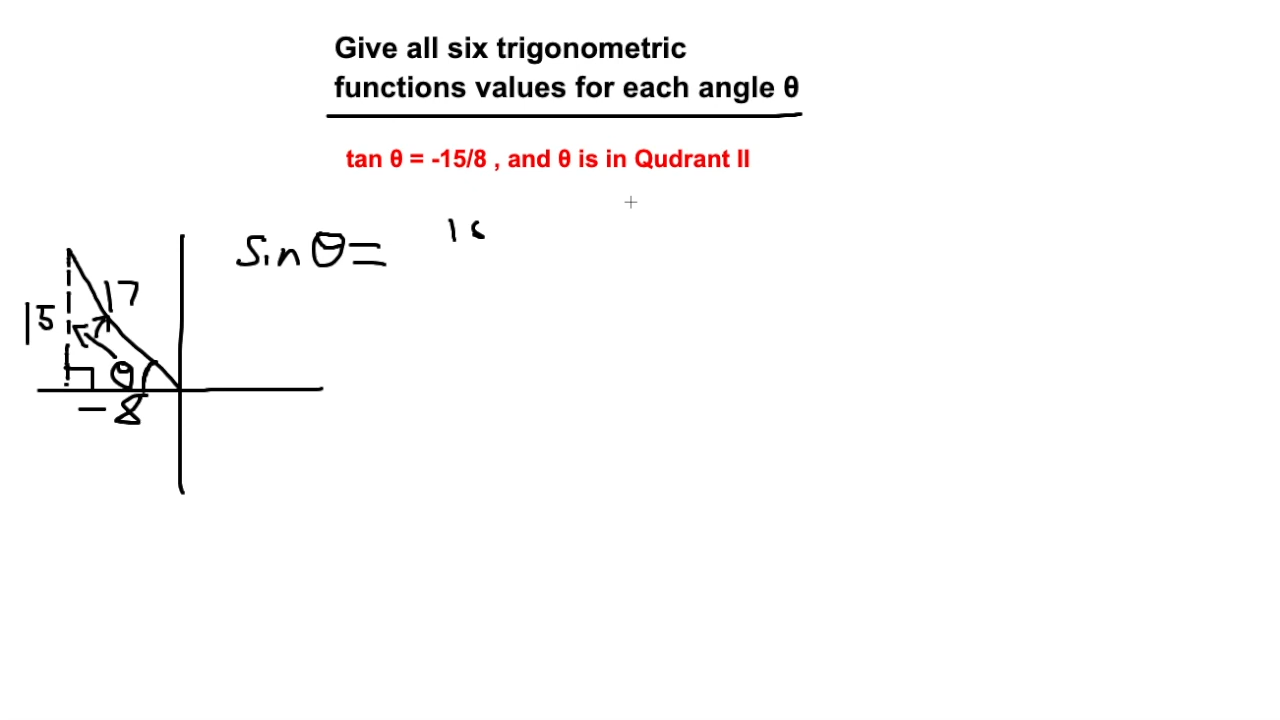 Give all six trigonometric
functions values for each angle θ
tan θ = -15/8 , and θ is in Qudrant II
sin θ =
17
15
θ
-8